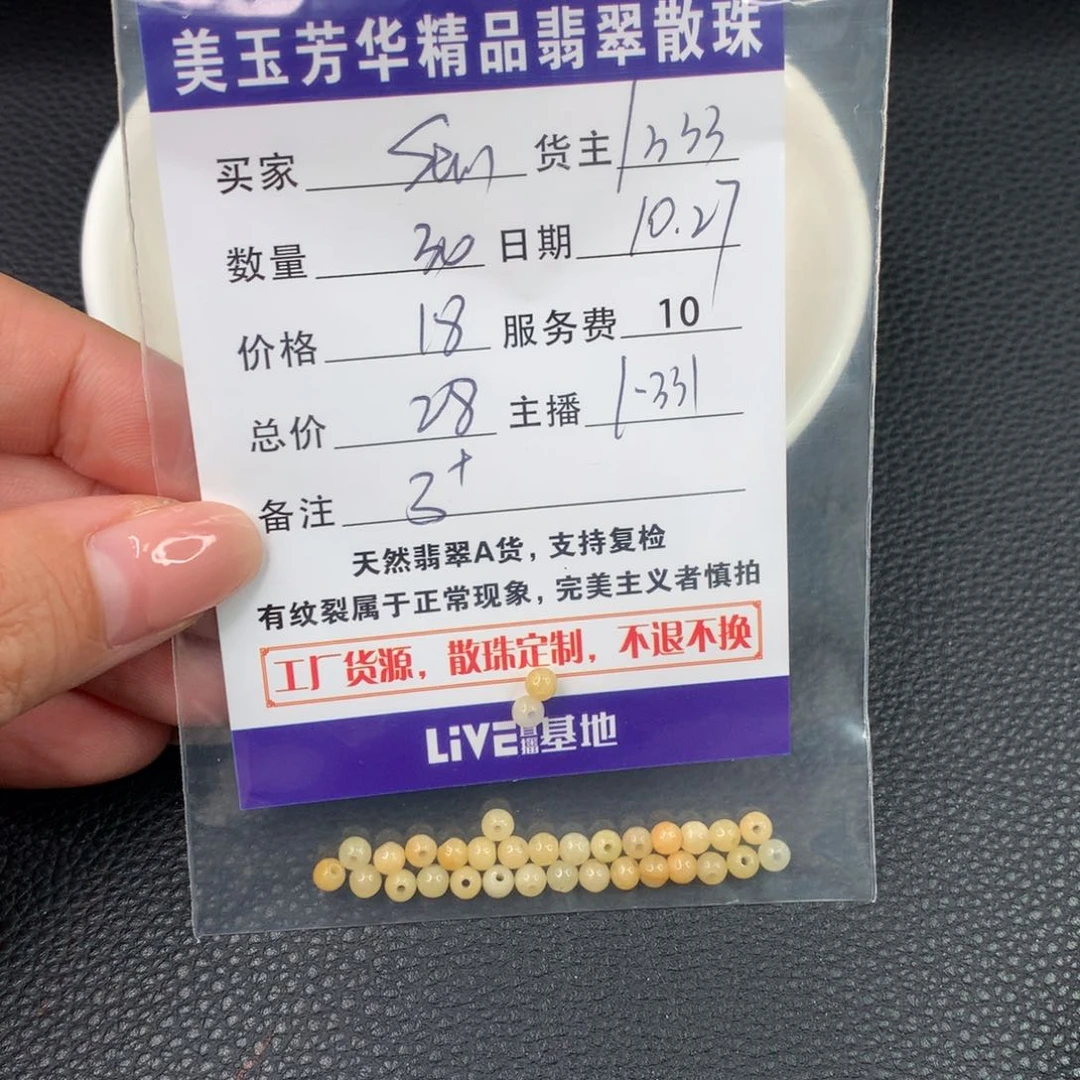 美玉芳华精品翡翠散珠
买家 Sem 货主 1333
数量 30 日期 10.27
价格 18 服务费 10
总价 28 主播 1-331
备注 3+
天然翡翠A货，支持复检
有纹裂属于正常现象，完美主义者慎拍
工厂货源，散珠定制，不退不换
LiVE直播基地